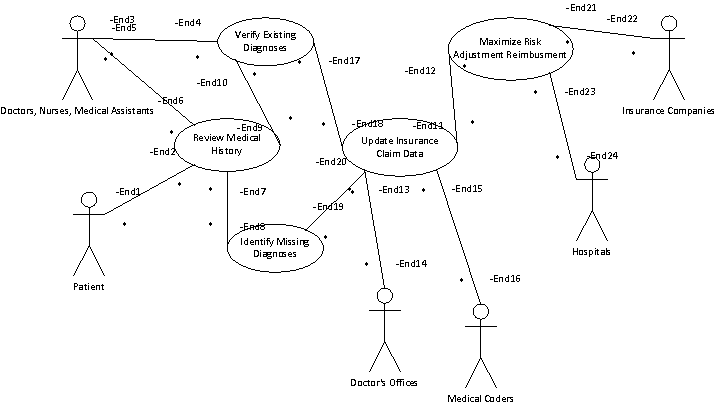 -End21
-End3
-End4
-End22
-End5
Verify Existing
Diagnoses
Maximize Risk
Adjustment Reimbusment
-End17
-End12
-End10
-End23
-End6
Doctors, Nurses, Medical Assistants
Insurance Companies
-End9
-End18
-End11
Review Medical
History
Update Insurance
Claim Data
-End2
-End20
-End24
-End1
-End7
-End13
-End15
-End19
-End8
Identify Missing
Diagnoses
Hospitals
-End14
-End16
Patient
Doctor's Offices
Medical Coders